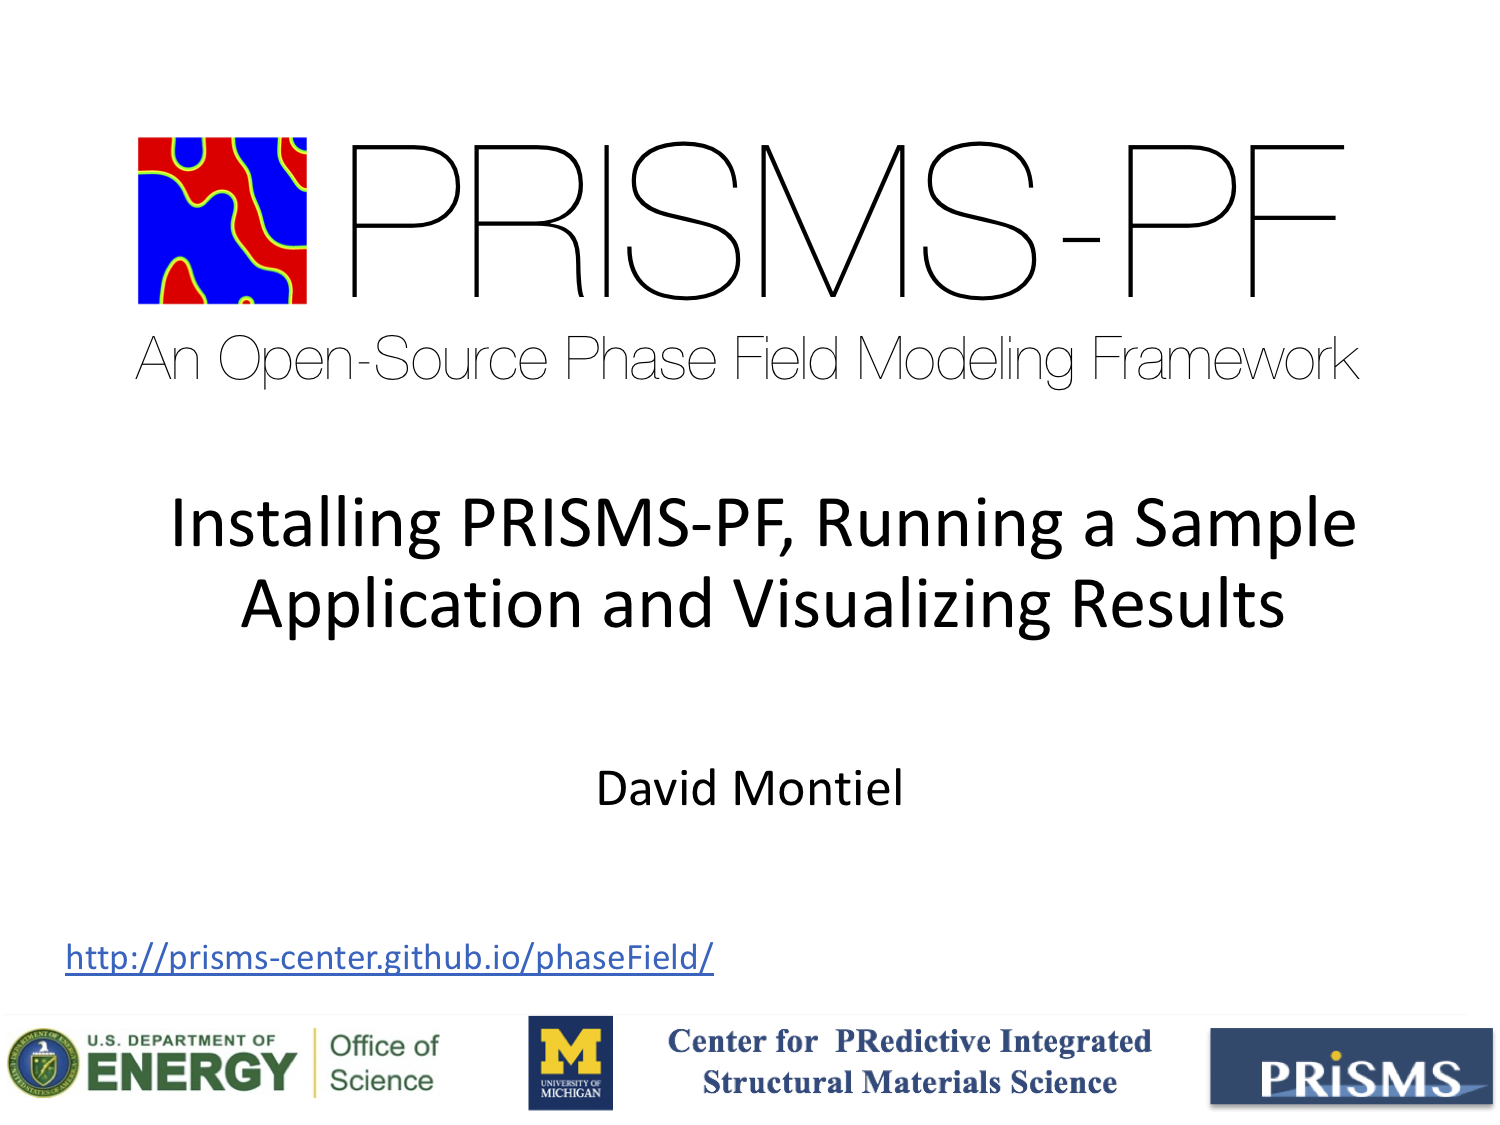 PRISMS-PF
An Open-Source Phase Field Modeling Framework
Installing PRISMS-PF, Running a Sample
Application and Visualizing Results
David Montiel
http://prisms-center.github.io/phaseField/
U.S. DEPARTMENT OF
ENERGY
Office of
Science
M
UNIVERSITY OF
MICHIGAN
Center for PRedictive Integrated
Structural Materials Science
PRiSMS